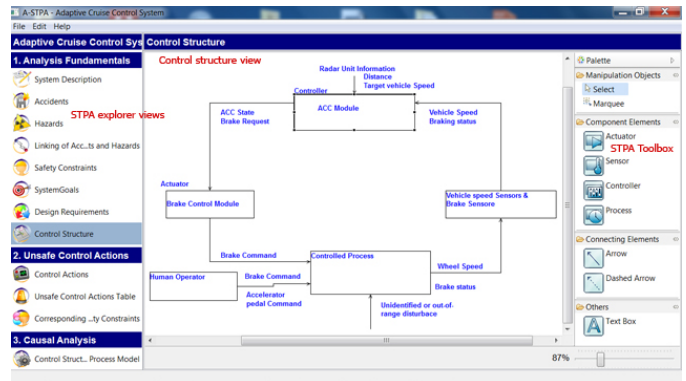 A-STPA - Adaptive Cruise Control System
File Edit Help
Adaptive Cruise Control Sys
Control Structure
1. Analysis Fundamentals
System Description
Accidents
Hazards
Linking of Acc...ts and Hazards
Safety Constraints
SystemGoals
Design Requirements
Control Structure
2. Unsafe Control Actions
Control Actions
Unsafe Control Actions Table
Corresponding ...ty Constraints
3. Causal Analysis
Control Struct... Process Model
STPA explorer views
Control structure view
Radar Unit Information
Distance
Target vehicle Speed
Controller
ACC Module
ACC State
Brake Request
Vehicle Speed
Braking status
Actuator
Brake Control Module
Vehicle speed Sensors &
Brake Sensore
Brake Command
Controlled Process
Wheel Speed
Human Operator
Brake Command
Brake status
Accelerator
pedal Command
Unidentified or out-of-
range disturbace
Palette
Manipulation Objects
Select
Marquee
Component Elements
Actuator
STPA Toolbox
Sensor
Controller
Process
Connecting Elements
Arrow
Dashed Arrow
Others
Text Box
87%